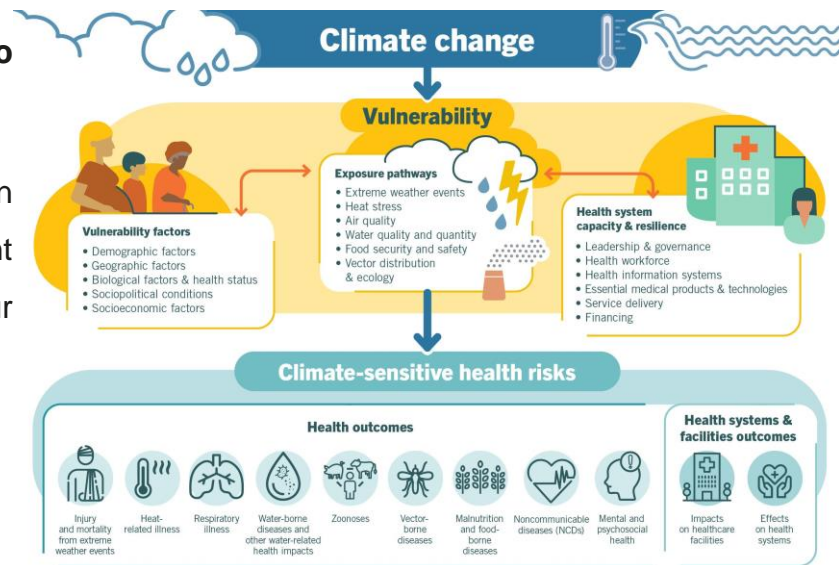 o
n
nt
ur
Climate change
Vulnerability
Vulnerability factors
• Demographic factors
• Geographic factors
• Biological factors & health status
• Sociopolitical conditions
• Socioeconomic factors
Exposure pathways
• Extreme weather events
• Heat stress
• Air quality
• Water quality and quantity
• Food security and safety
• Vector distribution
& ecology
Health system
capacity & resilience
• Leadership & governance
• Health workforce
• Health information systems
• Essential medical products & technologies
• Service delivery
• Financing
Climate-sensitive health risks
Health outcomes
Injury
and mortality
from extreme
weather events
Heat-
related illness
Respiratory
illness
Water-borne
diseases and
other water-related
health impacts
Zoonoses
Vector-
borne
diseases
Malnutrition
and food-
borne
diseases
Noncommunicable
diseases (NCDs)
Mental and
psychosocial
health
Health systems &
facilities outcomes
Impacts
on healthcare
facilities
Effects
on health
systems